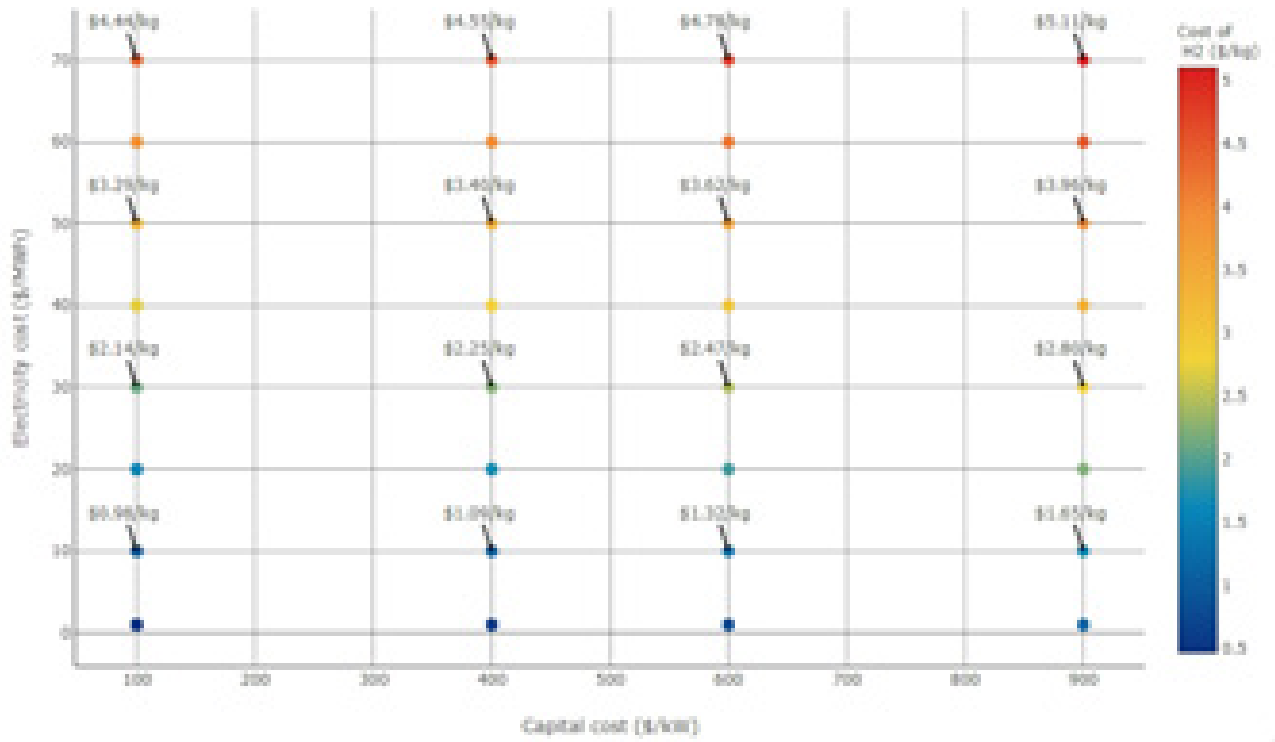 $4.44/kg $4.55/kg $4.78/kg $5.11/kg
Cost of
H2 ($/kg)
70
5
60
4.5
$3.29/kg $3.40/kg $3.62/kg $3.96/kg
4
50
3.5
40
3
$2.14/kg $2.25/kg $2.47/kg $2.80/kg
30
2.5
20
2
$0.98/kg $1.09/kg $1.32/kg $1.65/kg
1.5
10
1
0
0.5
100 200 300 400 500 600 700 800 900
Electricity cost ($/MWh)
Capital cost ($/kW)